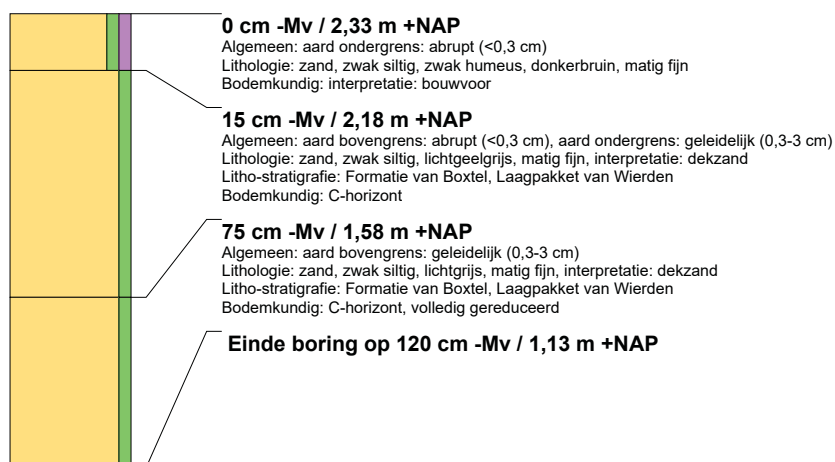 0 cm -Mv / 2,33 m +NAP
Algemeen: aard ondergrens: abrupt (<0,3 cm)
Lithologie: zand, zwak siltig, zwak humeus, donkerbruin, matig fijn
Bodemkundig: interpretatie: bouwvoor
15 cm -Mv / 2,18 m +NAP
Algemeen: aard bovengrens: abrupt (<0,3 cm), aard ondergrens: geleidelijk (0,3-3 cm)
Lithologie: zand, zwak siltig, lichtgeelgrijs, matig fijn, interpretatie: dekzand
Litho-stratigrafie: Formatie van Boxtel, Laagpakket van Wierden
Bodemkundig: C-horizont
75 cm -Mv / 1,58 m +NAP
Algemeen: aard bovengrens: geleidelijk (0,3-3 cm)
Lithologie: zand, zwak siltig, lichtgrijs, matig fijn, interpretatie: dekzand
Litho-stratigrafie: Formatie van Boxtel, Laagpakket van Wierden
Bodemkundig: C-horizont, volledig gereduceerd
Einde boring op 120 cm -Mv / 1,13 m +NAP